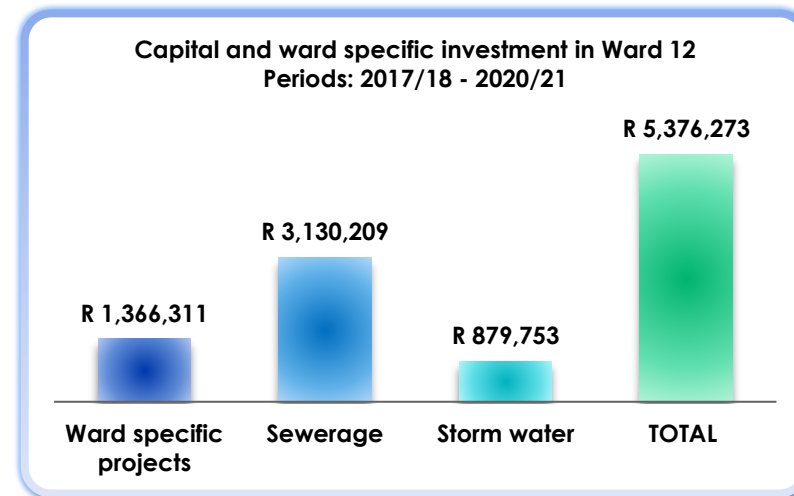 Capital and ward specific investment in Ward 12
Periods: 2017/18 - 2020/21
R 5,376,273
R 3,130,209
R 1,366,311
R 879,753
Ward specific
projects
Sewerage
Storm water
TOTAL